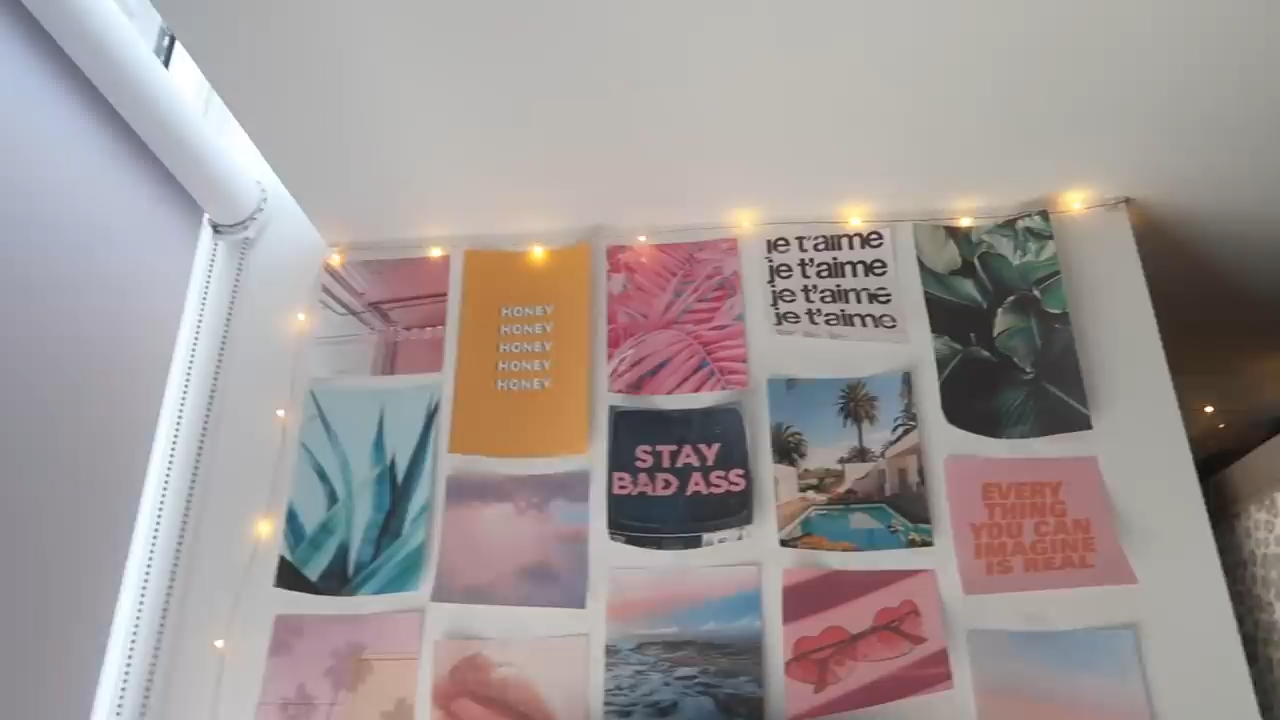 HONEY
HONEY
HONEY
HONEY
HONEY
je t'aime
je t'aime
je t'aime
je t'aime
STAY
BAD ASS
EVERY
THING
YOU CAN
IMAGINE
IS REAL